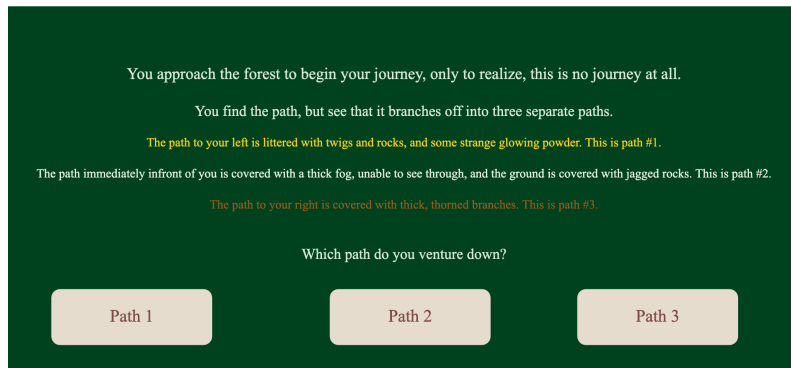 You approach the forest to begin your journey, only to realize, this is no journey at all.
You find the path, but see that it branches off into three separate paths.
The path to your left is littered with twigs and rocks, and some strange glowing powder. This is path #1.
The path immediately infront of you is covered with a thick fog, unable to see through, and the ground is covered with jagged rocks. This is path #2.
The path to your right is covered with thick, thorned branches. This is path #3.
Which path do you venture down?
Path 1
Path 2
Path 3